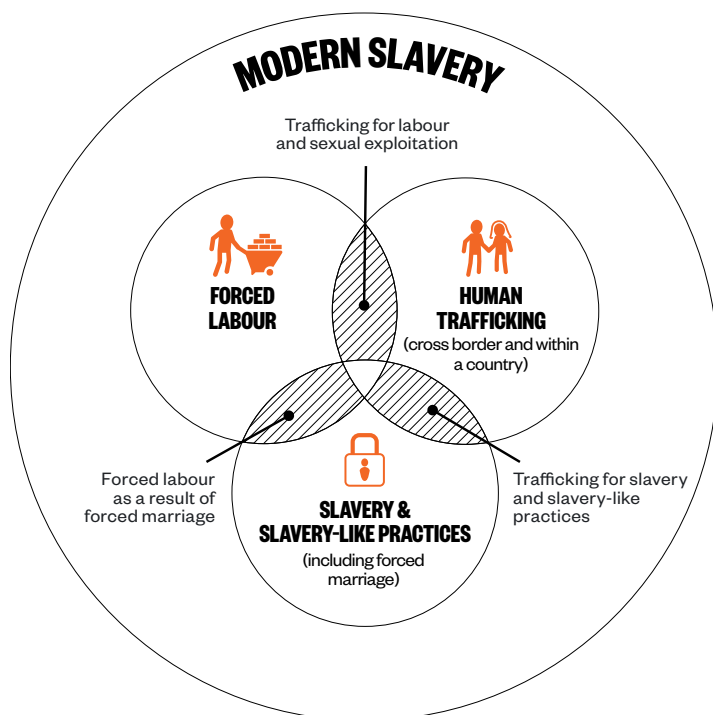 MODERN SLAVERY
Trafficking for labour
and sexual exploitation
FORCED
LABOUR
HUMAN
TRAFFICKING
(cross border and within
a country)
Forced labour
as a result of
forced marriage
Trafficking for slavery
and slavery-like
practices
SLAVERY &
SLAVERY-LIKE PRACTICES
(including forced
marriage)